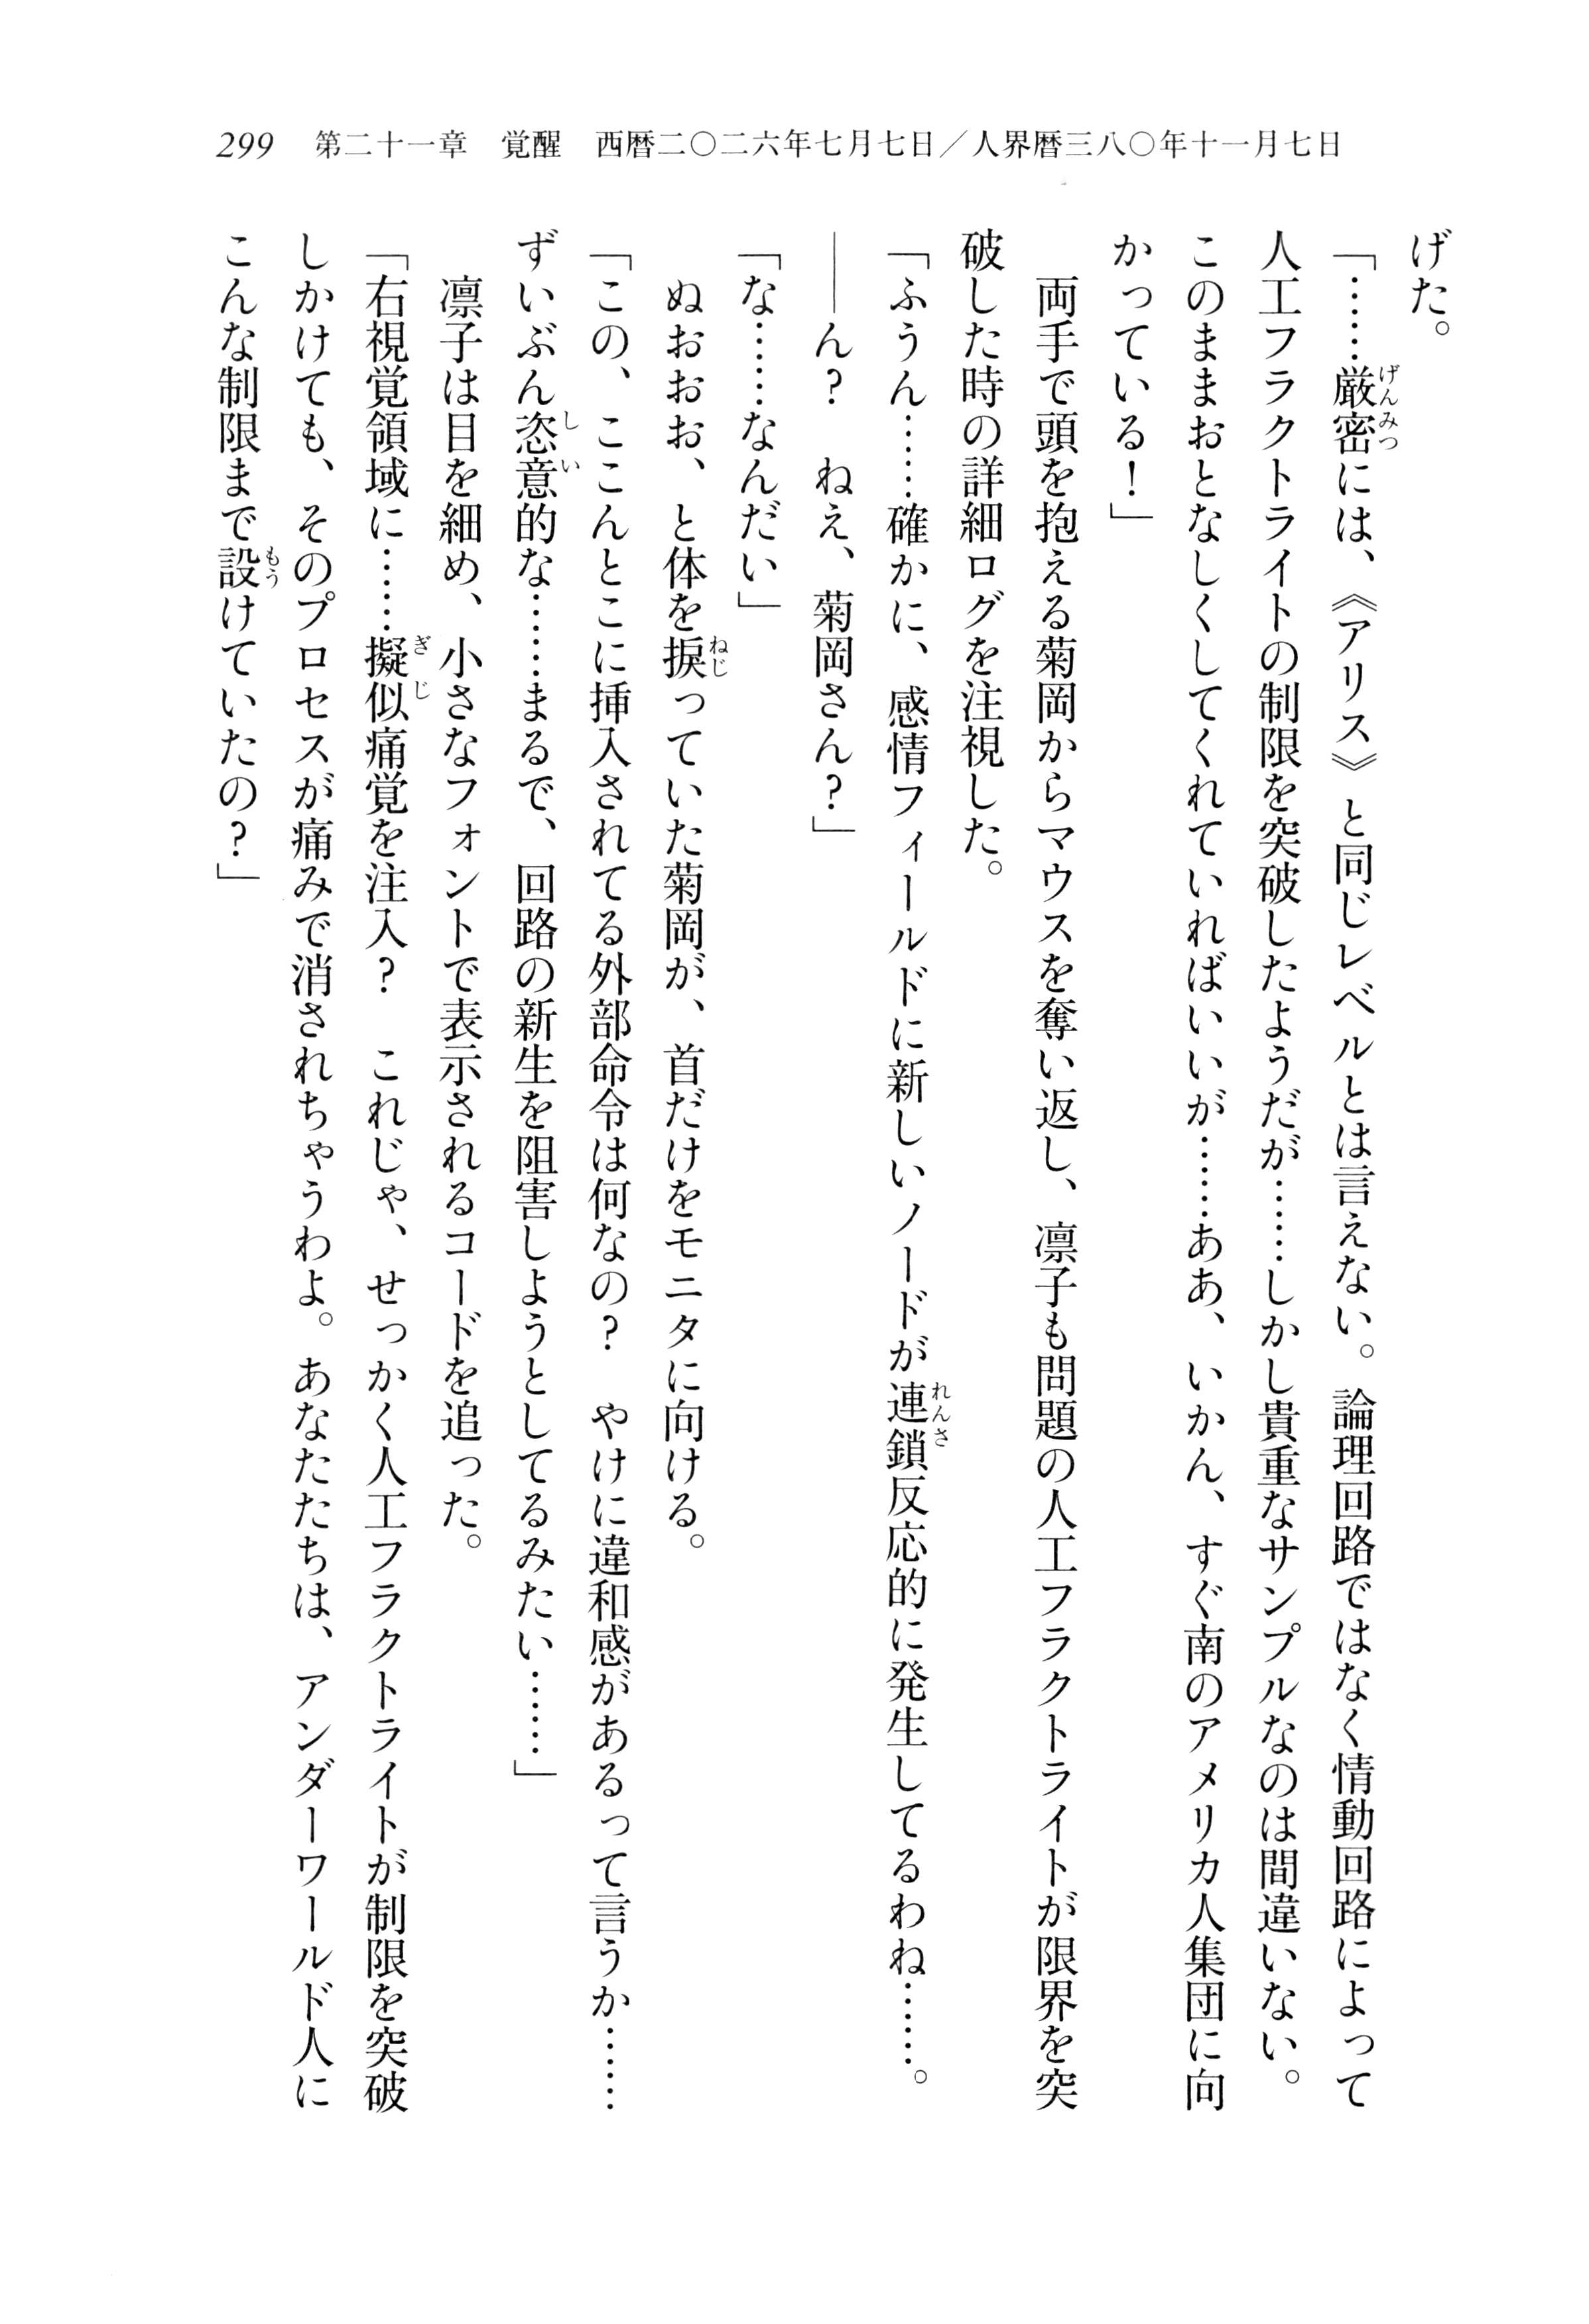 299　第二十一章　覚醒　西暦二〇二六年七月七日／人界暦三八〇年十一月七日
げた。
「……厳密には、《アリス》と同じレベルとは言えない。論理回路ではなく情動回路によって
人工フラクトライトの制限を突破したようだが……しかし貴重なサンプルなのは間違いない。
このままおとなしくしてくれていればいいが……ああ、いかん、すぐ南のアメリカ人集団に向
かっている！」
　両手で頭を抱える菊岡からマウスを奪い返し、凛子も問題の人工フラクトライトが限界を突
破した時の詳細ログを注視した。
「ふうん……確かに、感情フィールドに新しいノードが連鎖反応的に発生してるわね……。
――ん？　ねえ、菊岡さん？」
「な……なんだい」
　ぬおおお、と体を捩っていた菊岡が、首だけをモニタに向ける。
「この、ここんとこに挿入されてる外部命令は何なの？　やけに違和感があるって言うか……
ずいぶん恣意的な……まるで、回路の新生を阻害しようとしてるみたい……」
　凛子は目を細め、小さなフォントで表示されるコードを追った。
「右視覚領域に……擬似痛覚を注入？　これじゃ、せっかく人工フラクトライトが制限を突破
しかけても、そのプロセスが痛みで消されちゃうわよ。あなたたちは、アンダーワールド人に
こんな制限まで設けていたの？」